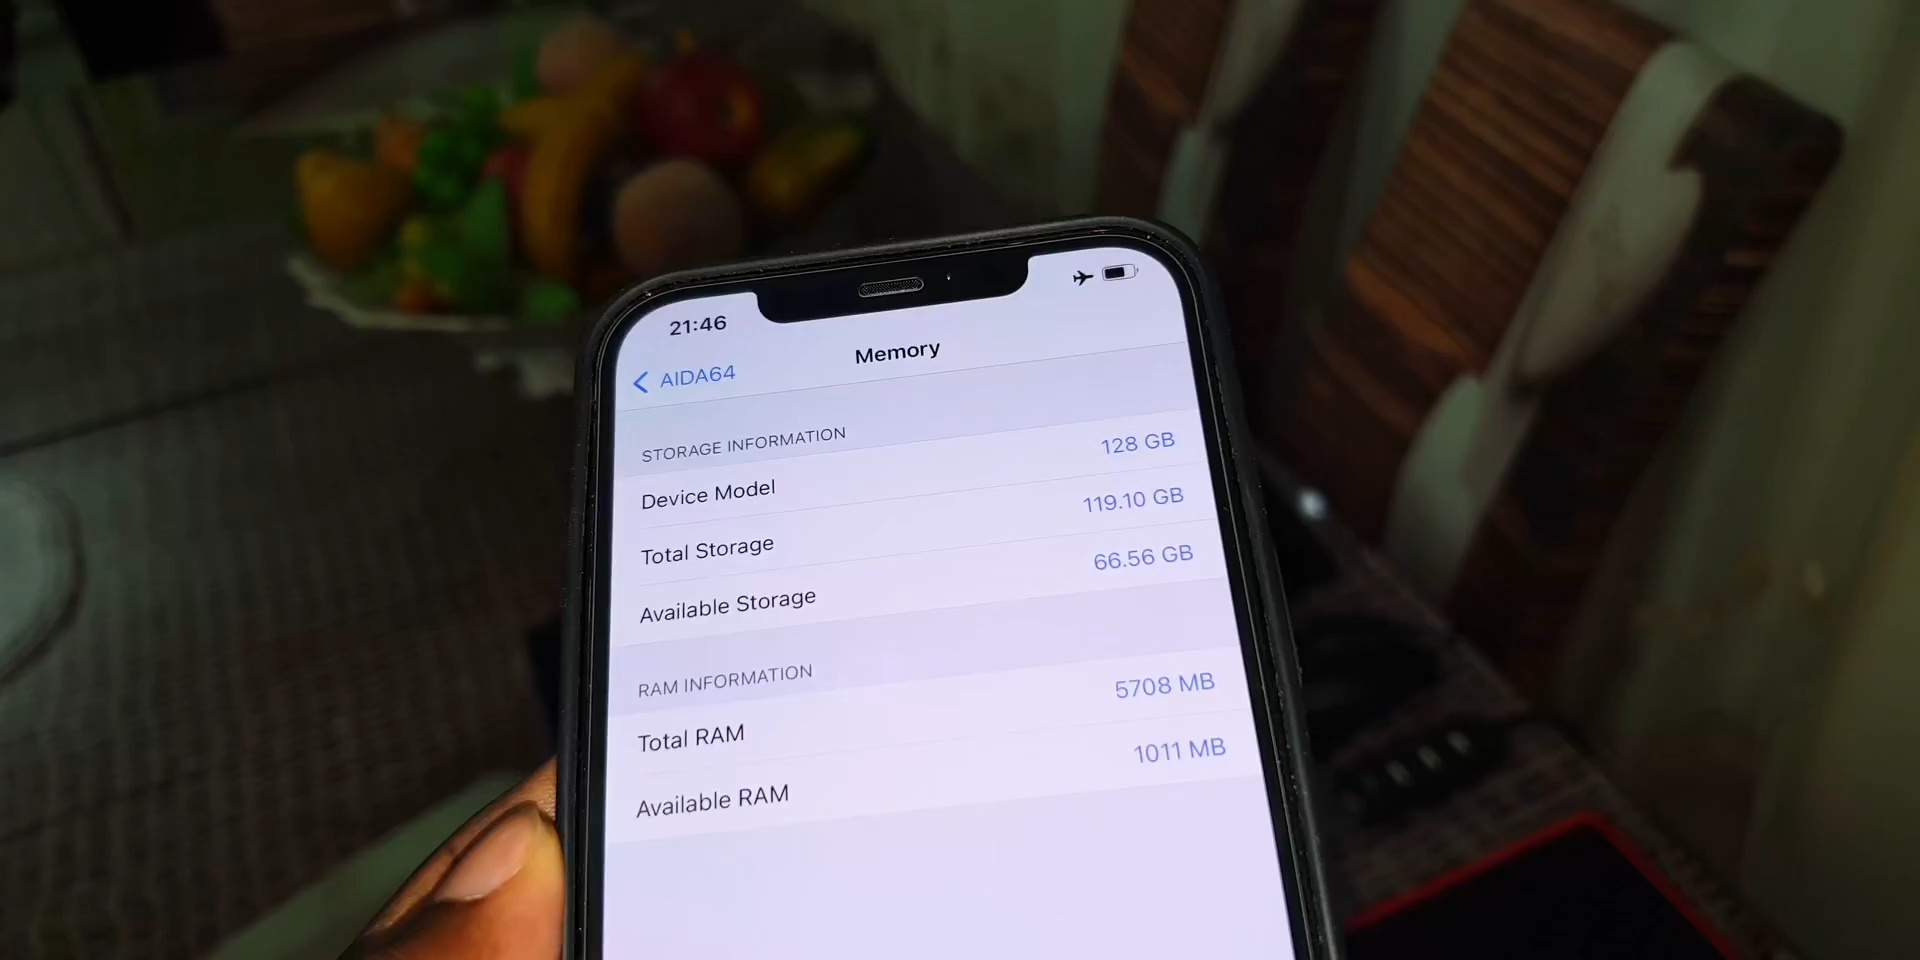 21:46
AIDA64
Memory
STORAGE INFORMATION
Device Model 128 GB
Total Storage 119.10 GB
Available Storage 66.56 GB
RAM INFORMATION
Total RAM 5708 MB
Available RAM 1011 MB